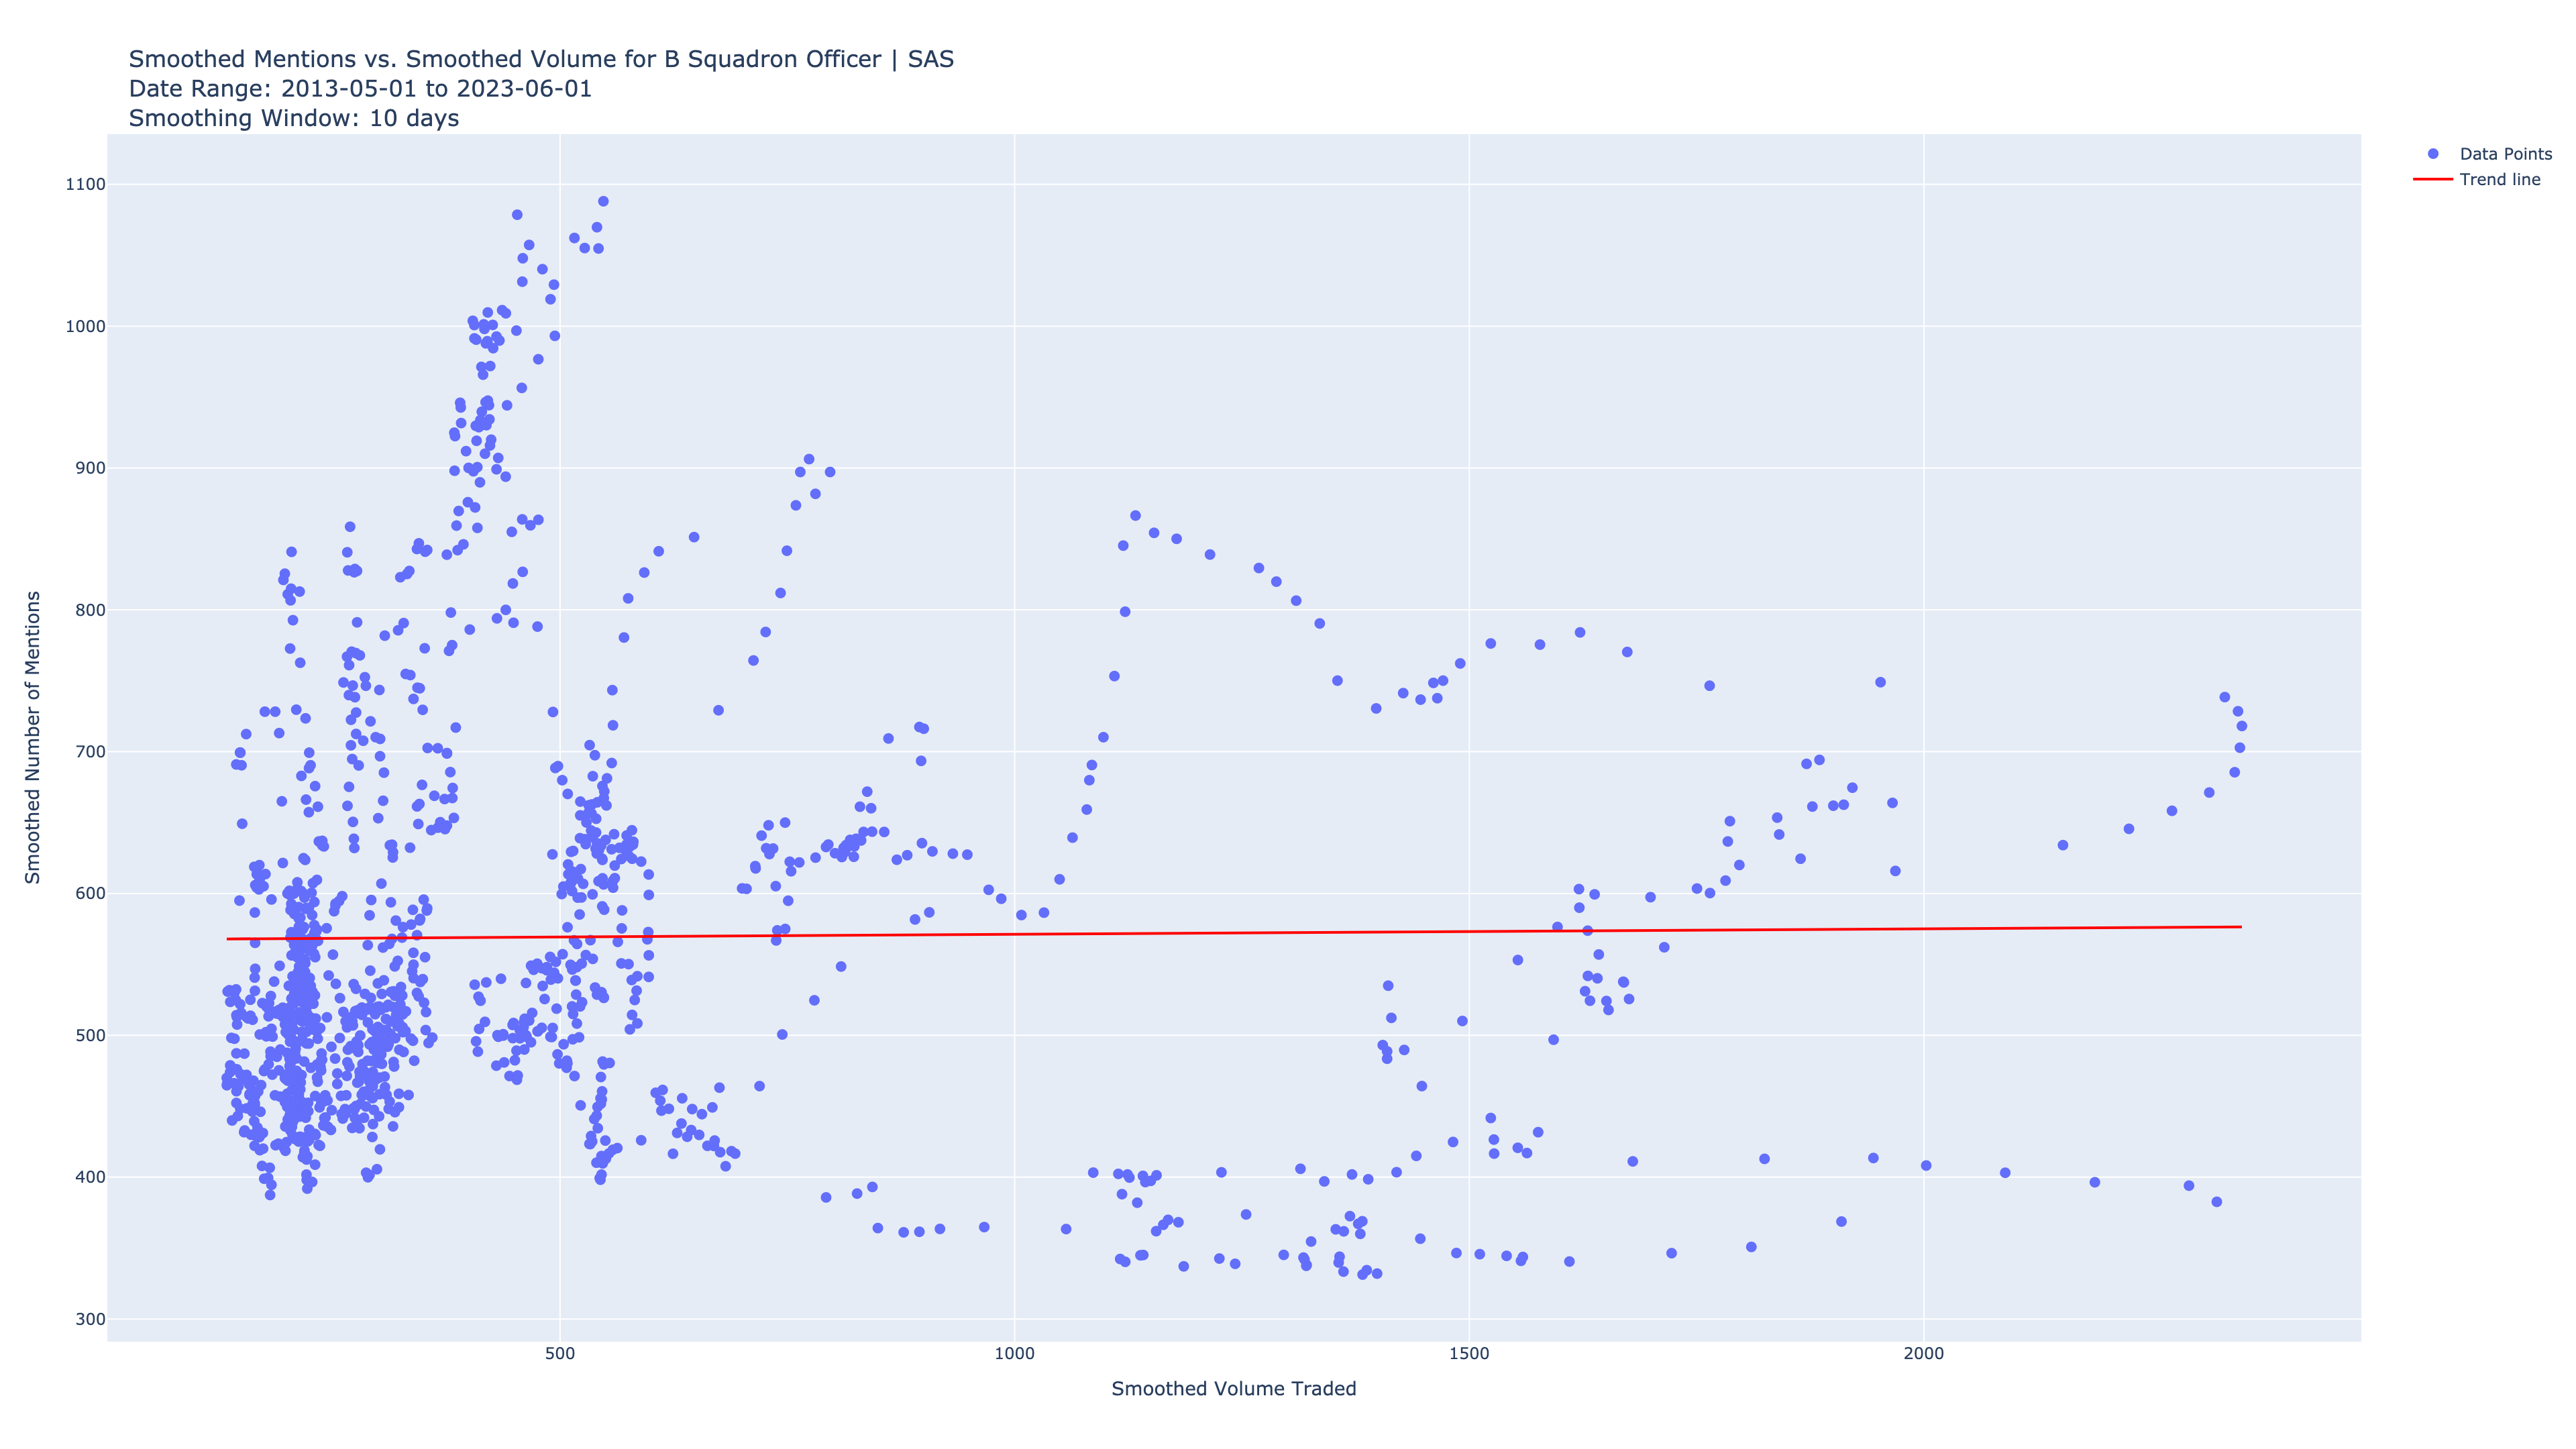 Smoothed Mentions vs. Smoothed Volume for B Squadron Officer | SAS
Date Range: 2013-05-01 to 2023-06-01
Smoothing Window: 10 days
Data Points
Trend line
1100
1000
900
800
700
600
500
400
300
Smoothed Number of Mentions
500
1000
1500
2000
Smoothed Volume Traded